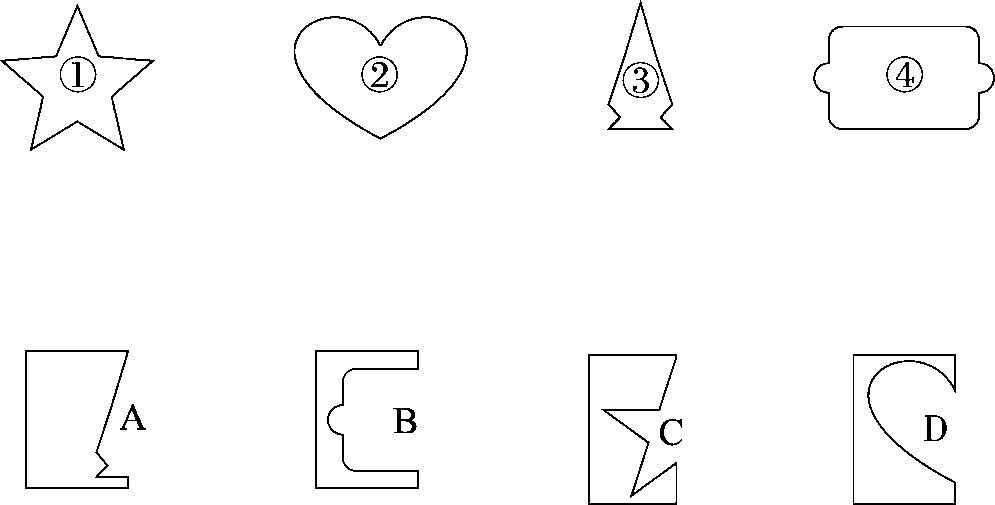 ① ② ③ ④
A B C D